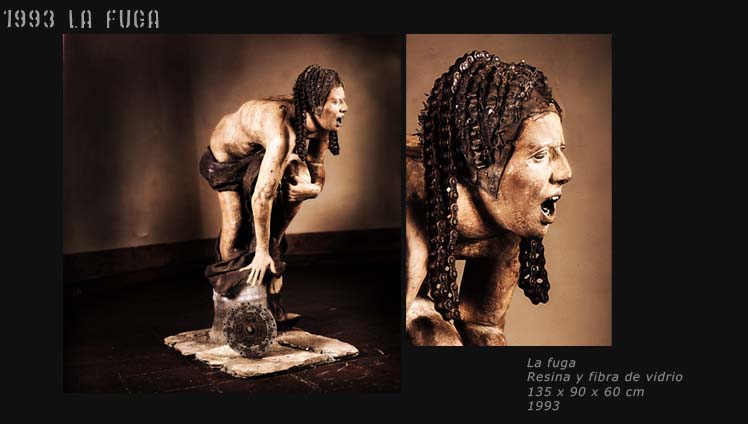 1993 LA FUGA
La fuga
Resina y fibra de vidrio
135 x 90 x 60 cm
1993